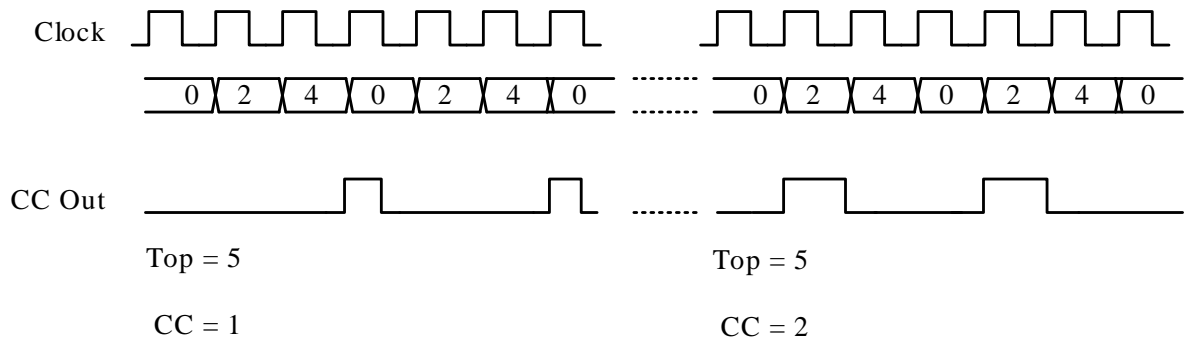 Clock
0 2 4 0 2 4 0 0 2 4 0 2 4 0
CC Out
Top = 5 Top = 5
CC = 1 CC = 2